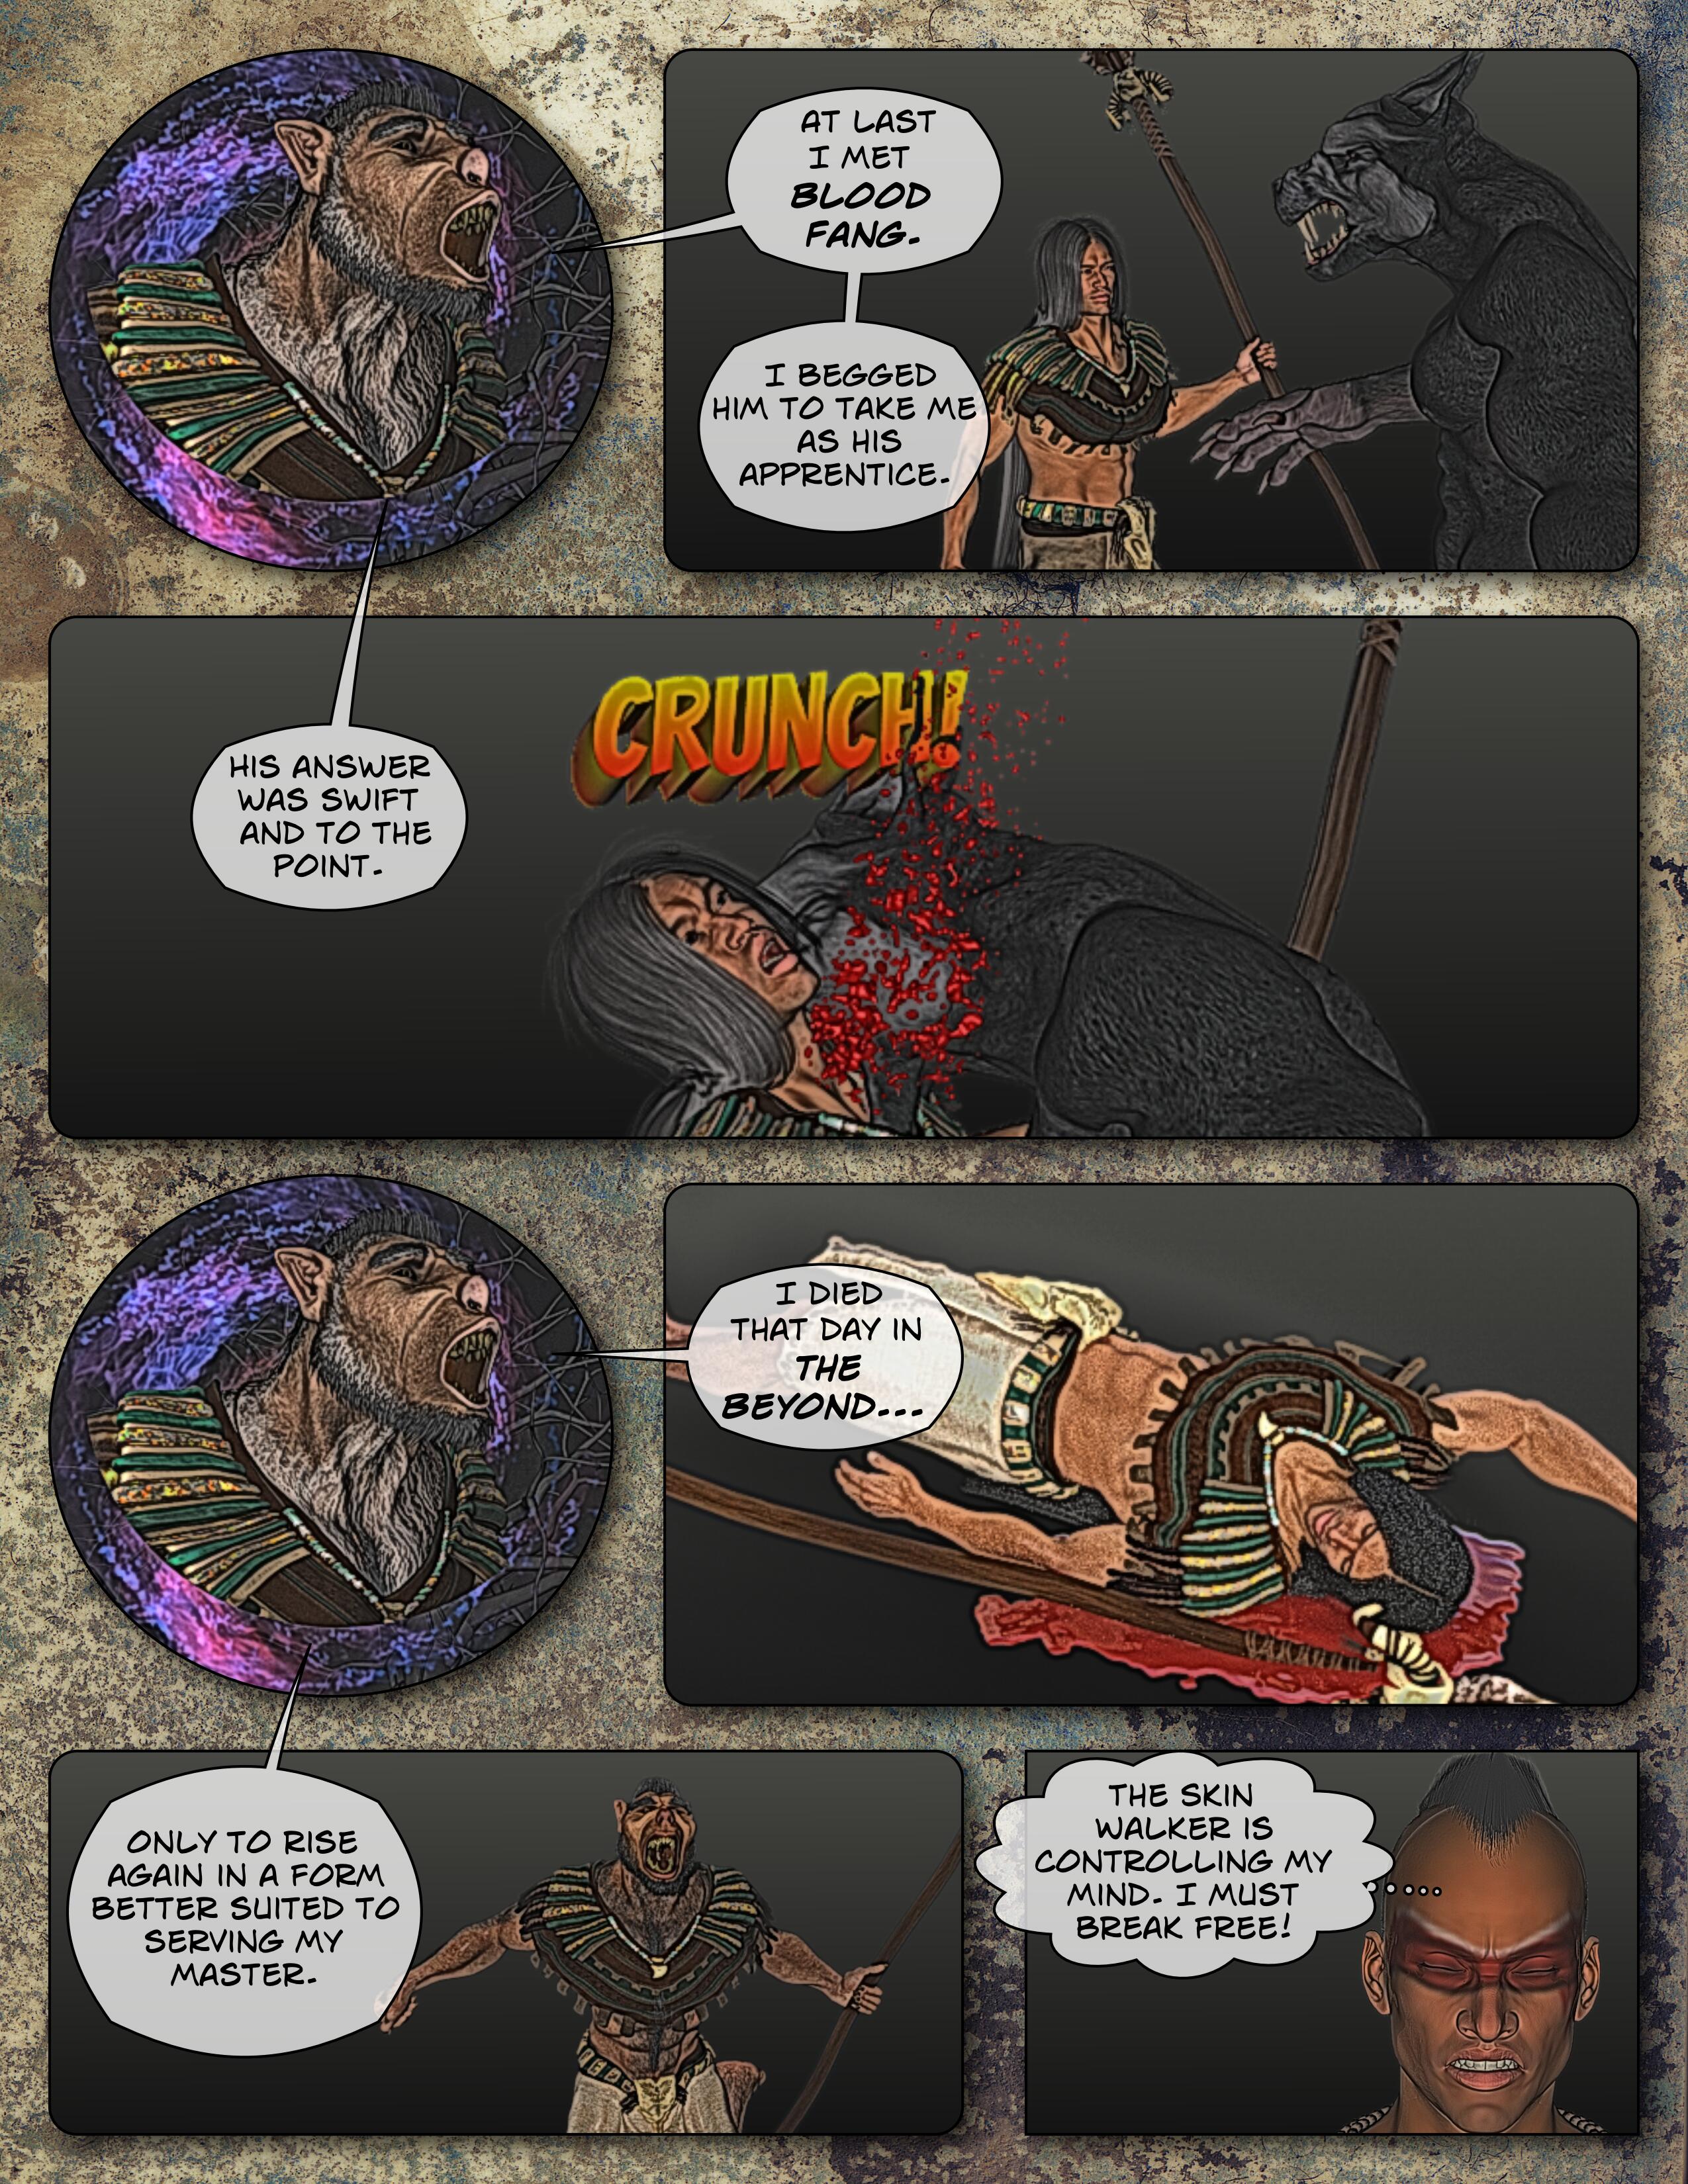 AT LAST
I MET
BLOOD
FANG.
I BEGGED
HIM TO TAKE ME
AS HIS
APPRENTICE.
CRUNCH!
HIS ANSWER
WAS SWIFT
AND TO THE
POINT.
I DIED
THAT DAY IN
THE
BEYOND...
ONLY TO RISE
AGAIN IN A FORM
BETTER SUITED TO
SERVING MY
MASTER.
THE SKIN
WALKER IS
CONTROLLING MY
MIND. I MUST
BREAK FREE!